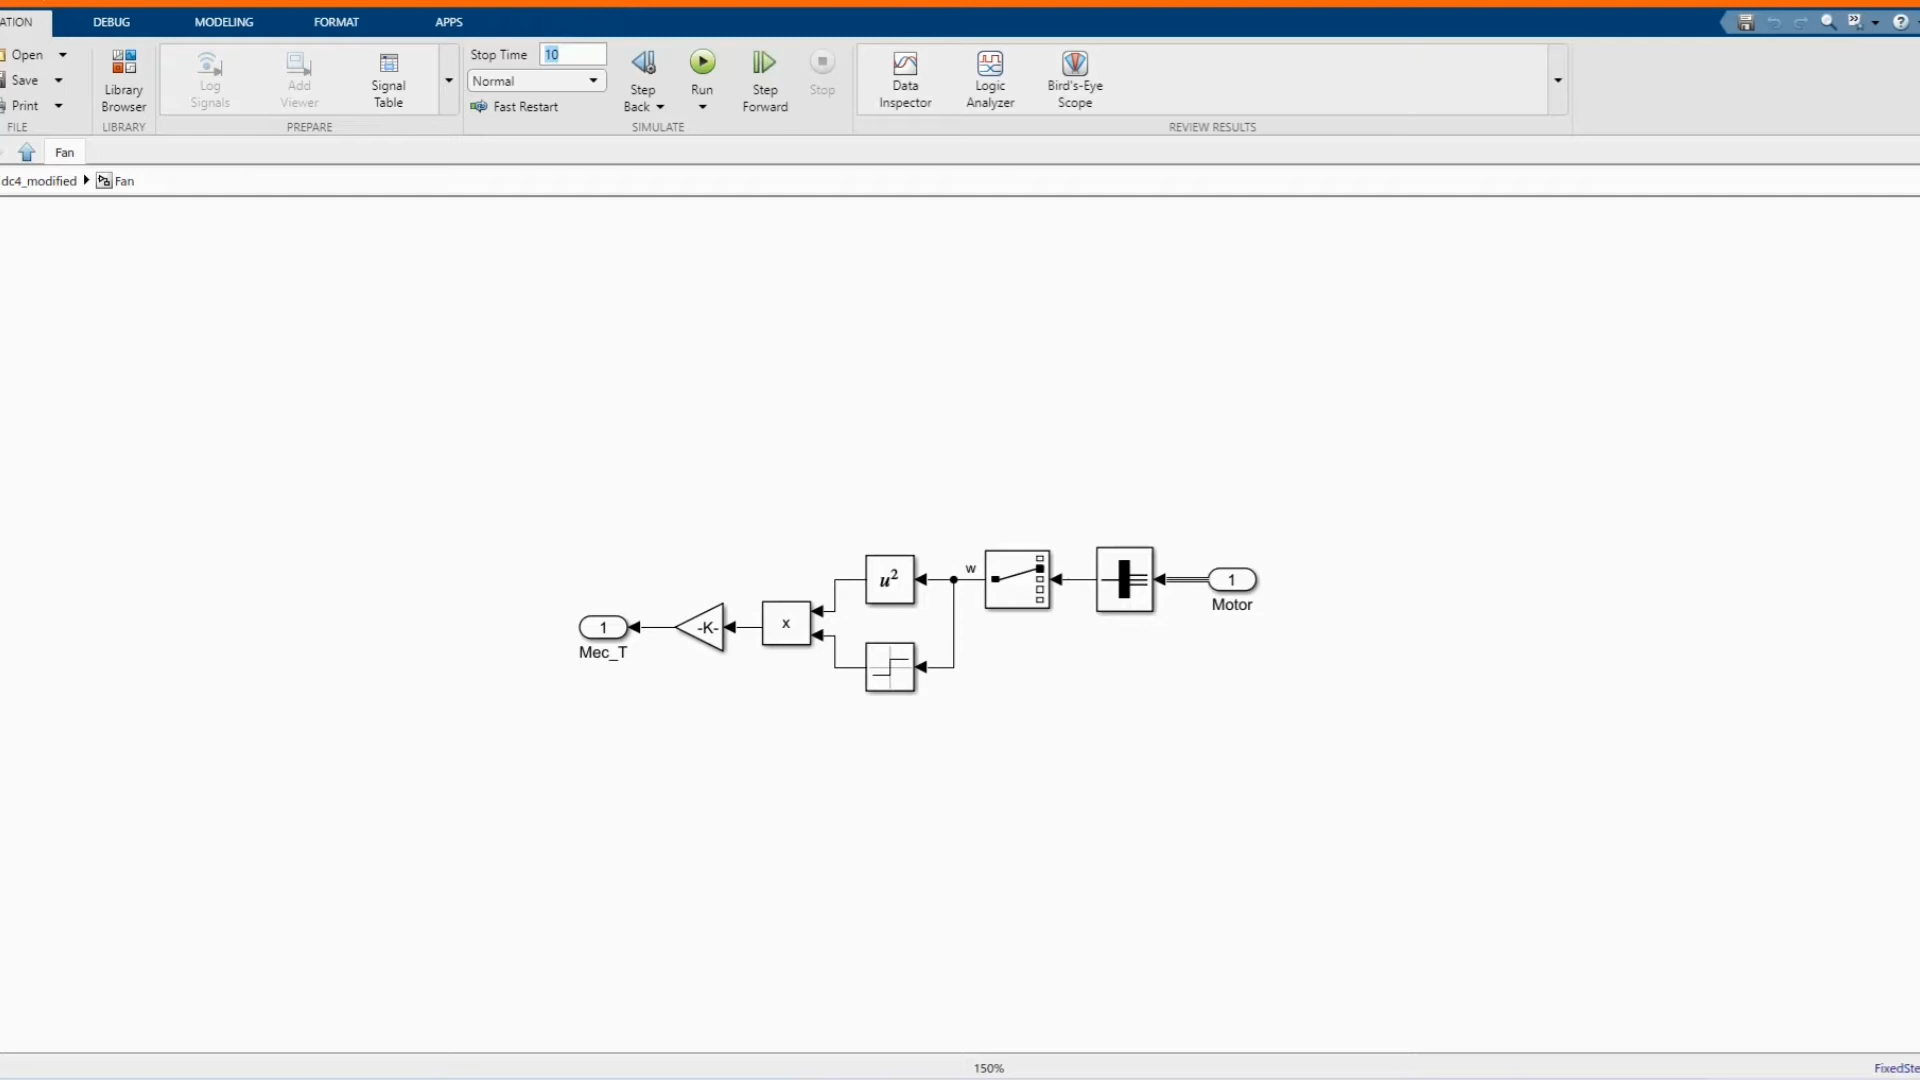 ATION DEBUG MODELING FORMAT APPS
Open
Save
Print
FILE
Library
Browser
LIBRARY
Log
Signals
Add
Viewer
Signal
Table
PREPARE
Stop Time 10
Normal
Fast Restart
Step
Back
Run
Step
Forward
Stop
SIMULATE
Data
Inspector
Logic
Analyzer
Bird's-Eye
Scope
REVIEW RESULTS
Fan
dc4_modified Fan
u²
w
1
Motor
x
-K-
1
Mec_T
150%
FixedSte